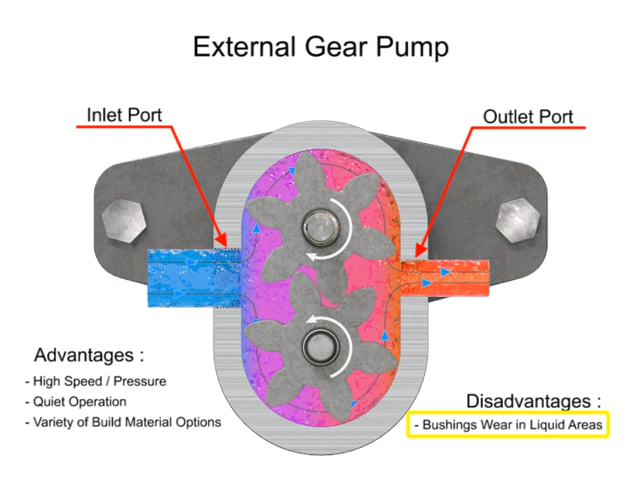 External Gear Pump
Inlet Port
Outlet Port
Advantages :
- High Speed / Pressure
- Quiet Operation
- Variety of Build Material Options
Disadvantages :
- Bushings Wear in Liquid Areas